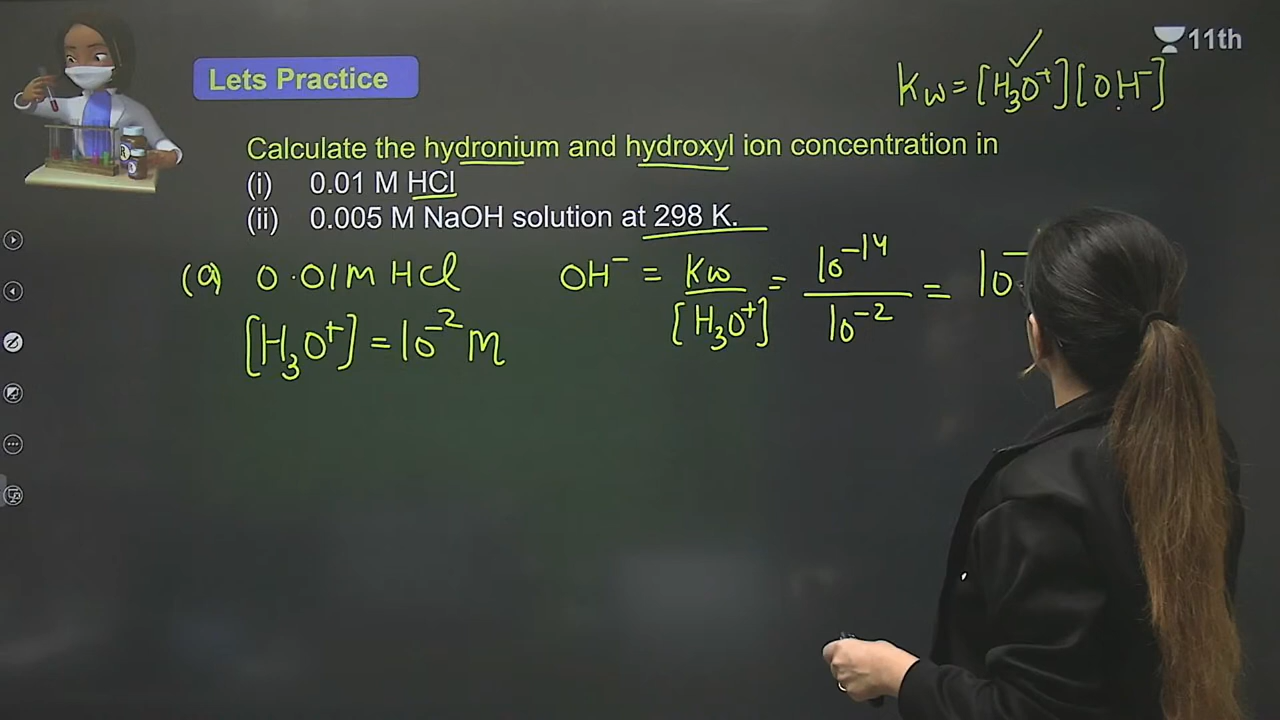 11th
Kw = [H₃O⁺][OH⁻]
Lets Practice
Calculate the hydronium and hydroxyl ion concentration in
(i) 0.01 M HCl
(ii) 0.005 M NaOH solution at 298 K.
(a) 0.01M HCl
[H₃O⁺] = 10⁻² M
OH⁻ = Kw / [H₃O⁺] = 10⁻¹⁴ / 10⁻² = 10⁻